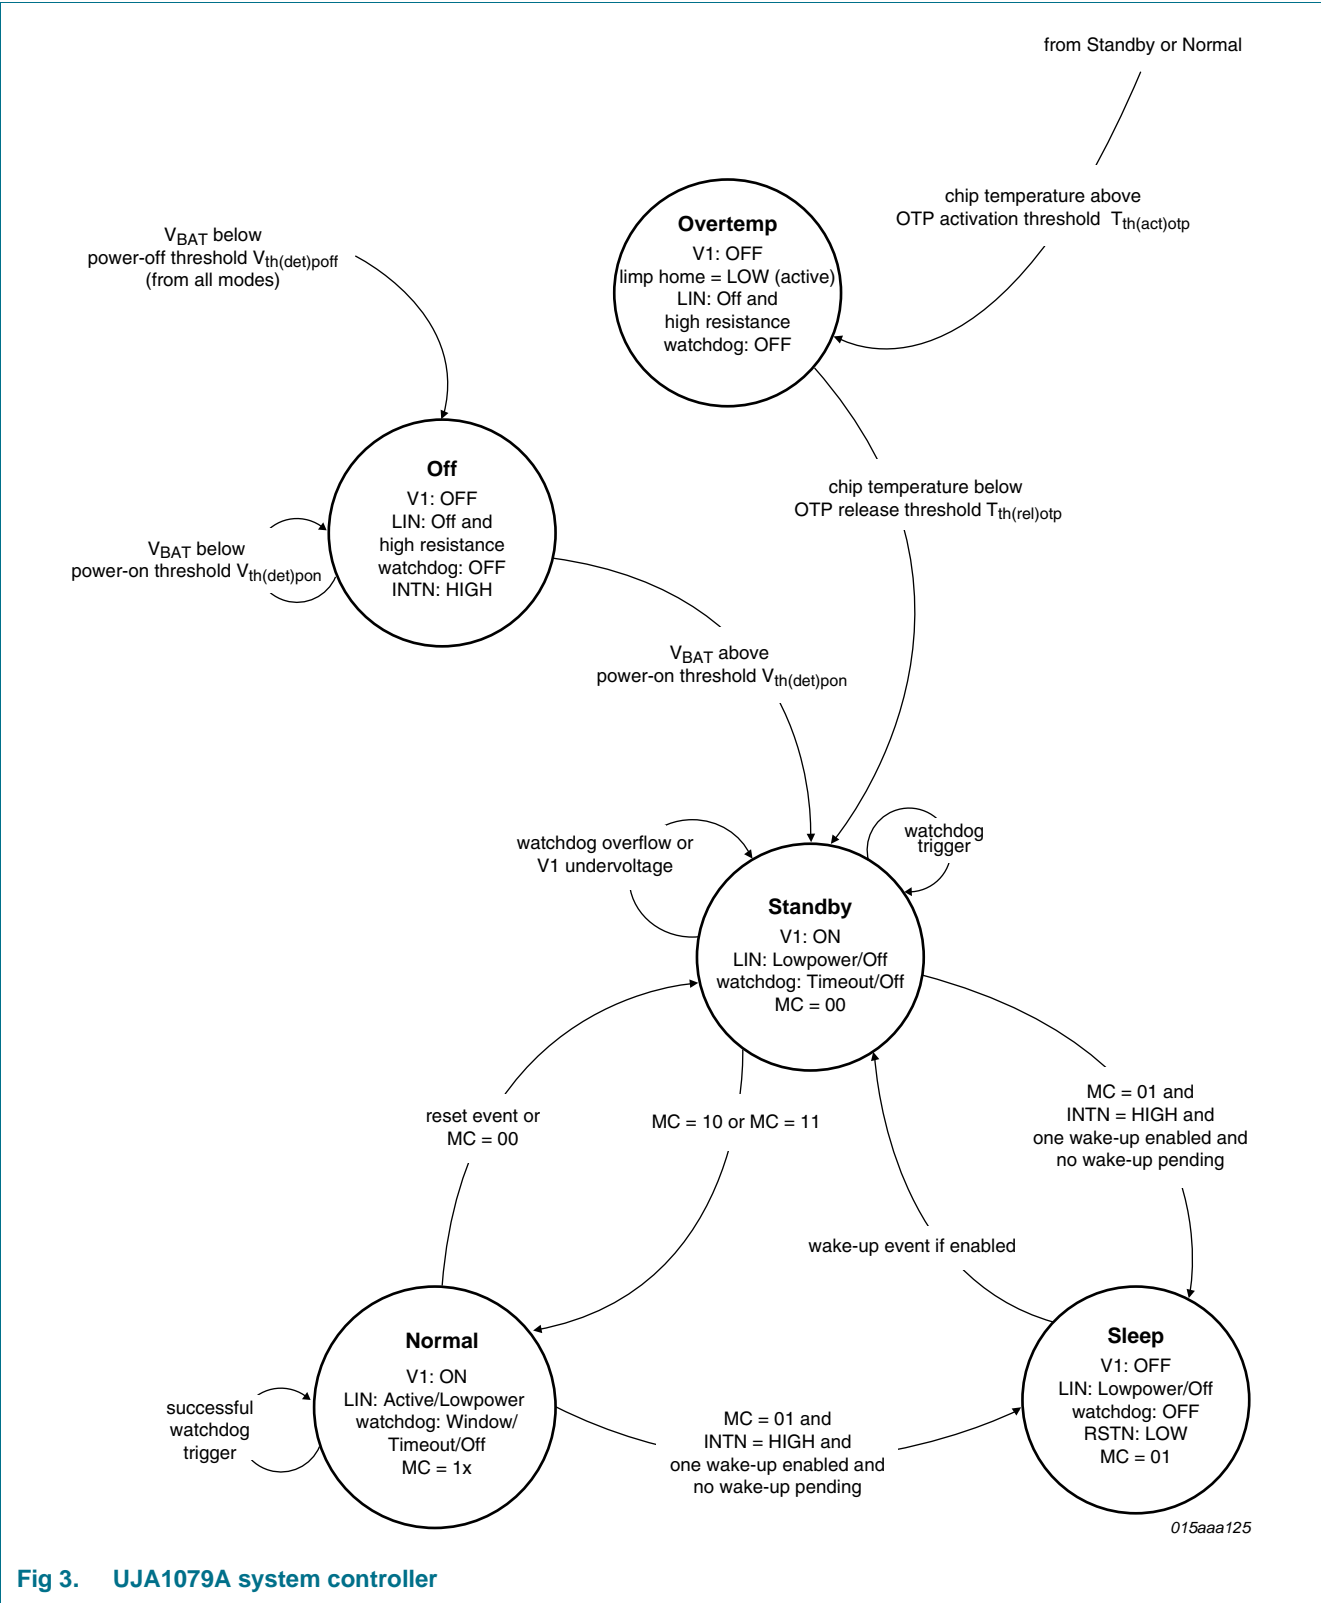 from Standby or Normal
chip temperature above
OTP activation threshold Tth(act)otp
Overtemp
V1: OFF
limp home = LOW (active)
LIN: Off and
high resistance
watchdog: OFF
VBAT below
power-off threshold Vth(det)poff
(from all modes)
Off
V1: OFF
LIN: Off and
high resistance
watchdog: OFF
INTN: HIGH
VBAT below
power-on threshold Vth(det)pon
chip temperature below
OTP release threshold Tth(rel)otp
VBAT above
power-on threshold Vth(det)pon
watchdog overflow or
V1 undervoltage
watchdog
trigger
Standby
V1: ON
LIN: Lowpower/Off
watchdog: Timeout/Off
MC = 00
reset event or
MC = 00
MC = 10 or MC = 11
MC = 01 and
INTN = HIGH and
one wake-up enabled and
no wake-up pending
wake-up event if enabled
Normal
V1: ON
LIN: Active/Lowpower
watchdog: Window/
Timeout/Off
MC = 1x
successful
watchdog
trigger
MC = 01 and
INTN = HIGH and
one wake-up enabled and
no wake-up pending
Sleep
V1: OFF
LIN: Lowpower/Off
watchdog: OFF
RSTN: LOW
MC = 01
015aaa125
Fig 3. UJA1079A system controller